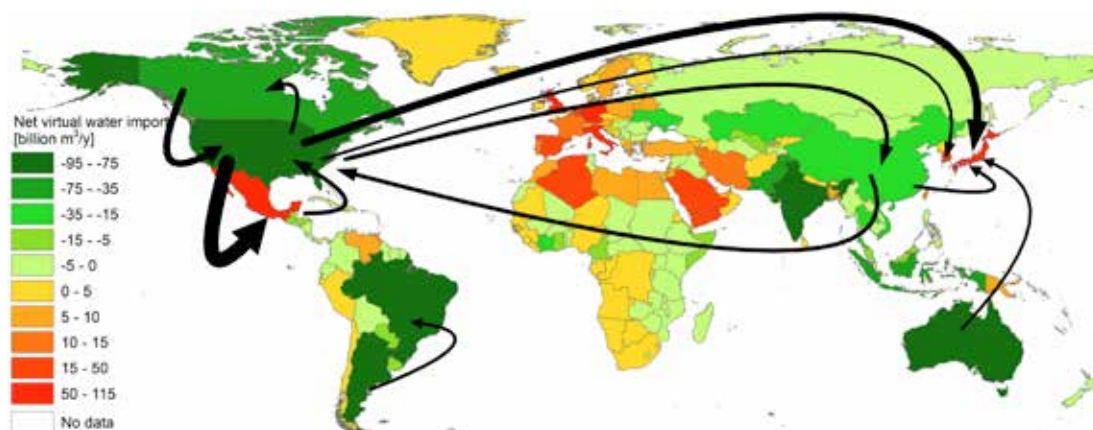 Net virtual water import
[billion m³/y]
-95 - -75
-75 - -35
-35 - -15
-15 - -5
-5 - 0
0 - 5
5 - 10
10 - 15
15 - 50
50 - 115
No data